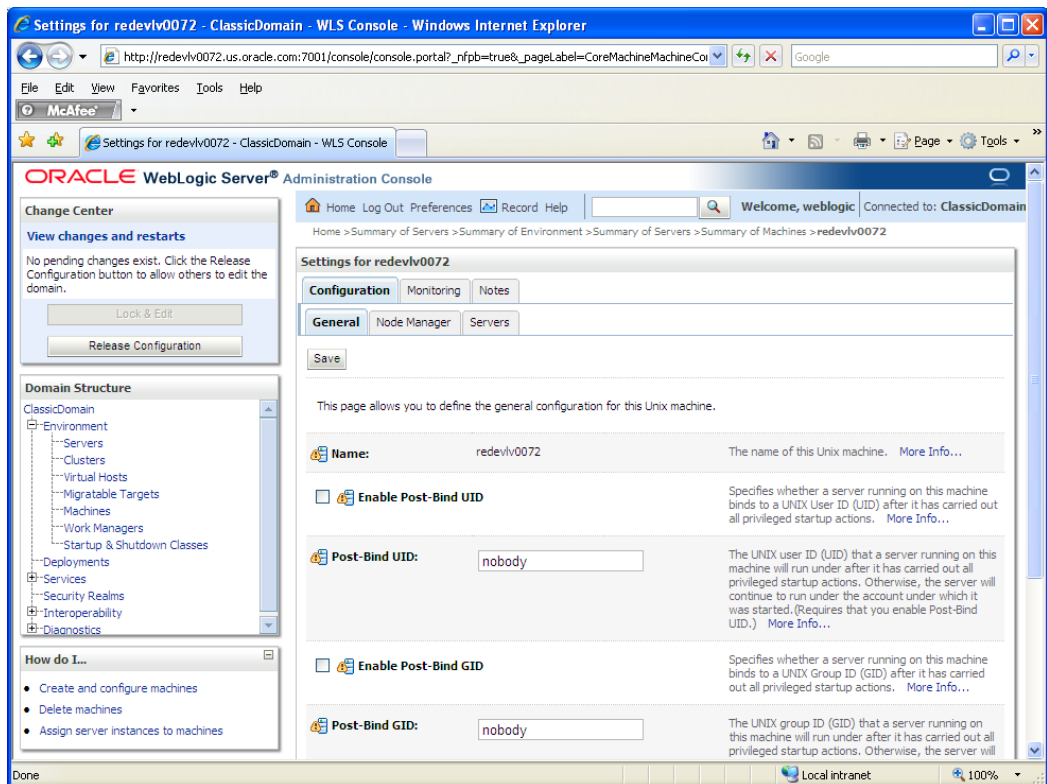 Settings for redevlv0072 - ClassicDomain - WLS Console - Windows Internet Explorer
http://redevlv0072.us.oracle.com:7001/console/console.portal?_nfpb=true&_pageLabel=CoreMachineMachineCor
Google
File Edit View Favorites Tools Help
McAfee
Settings for redevlv0072 - ClassicDomain - WLS Console
Page Tools
ORACLE WebLogic Server® Administration Console
Change Center
View changes and restarts
No pending changes exist. Click the Release
Configuration button to allow others to edit the
domain.
Lock & Edit
Release Configuration
Domain Structure
ClassicDomain
Environment
Servers
Clusters
Virtual Hosts
Migratable Targets
Machines
Work Managers
Startup & Shutdown Classes
Deployments
Services
Security Realms
Interoperability
Diagnostics
How do I...
Create and configure machines
Delete machines
Assign server instances to machines
Home Log Out Preferences Record Help
Welcome, weblogic Connected to: ClassicDomain
Home >Summary of Servers >Summary of Environment >Summary of Servers >Summary of Machines >redevlv0072
Settings for redevlv0072
Configuration Monitoring Notes
General Node Manager Servers
Save
This page allows you to define the general configuration for this Unix machine.
Name: redevlv0072
The name of this Unix machine. More Info...
Enable Post-Bind UID
Specifies whether a server running on this machine
binds to a UNIX User ID (UID) after it has carried out
all privileged startup actions. More Info...
Post-Bind UID: nobody
The UNIX user ID (UID) that a server running on this
machine will run under after it has carried out all
privileged startup actions. Otherwise, the server will
continue to run under the account under which it
was started.(Requires that you enable Post-Bind
UID.) More Info...
Enable Post-Bind GID
Specifies whether a server running on this machine
binds to a UNIX Group ID (GID) after it has carried
out all privileged startup actions. More Info...
Post-Bind GID: nobody
The UNIX group ID (GID) that a server running on
this machine will run under after it has carried out all
privileged startup actions. Otherwise, the server will
Done
Local intranet
100%